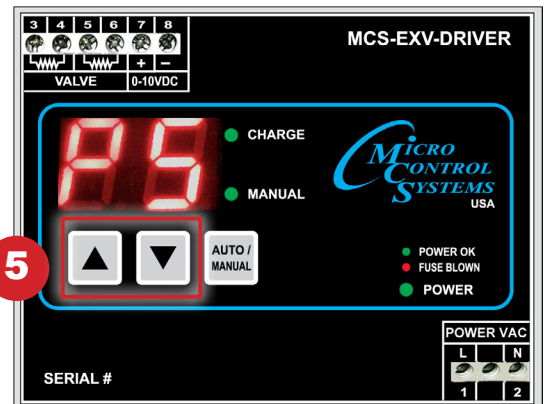 3 4 5 6 7 8
+ −
VALVE 0-10VDC
MCS-EXV-DRIVER
P5
CHARGE
MANUAL
MICRO
CONTROL
SYSTEMS
USA
5
▲ ▼ AUTO /
MANUAL
POWER OK
FUSE BLOWN
POWER
POWER VAC
L N
1 2
SERIAL #